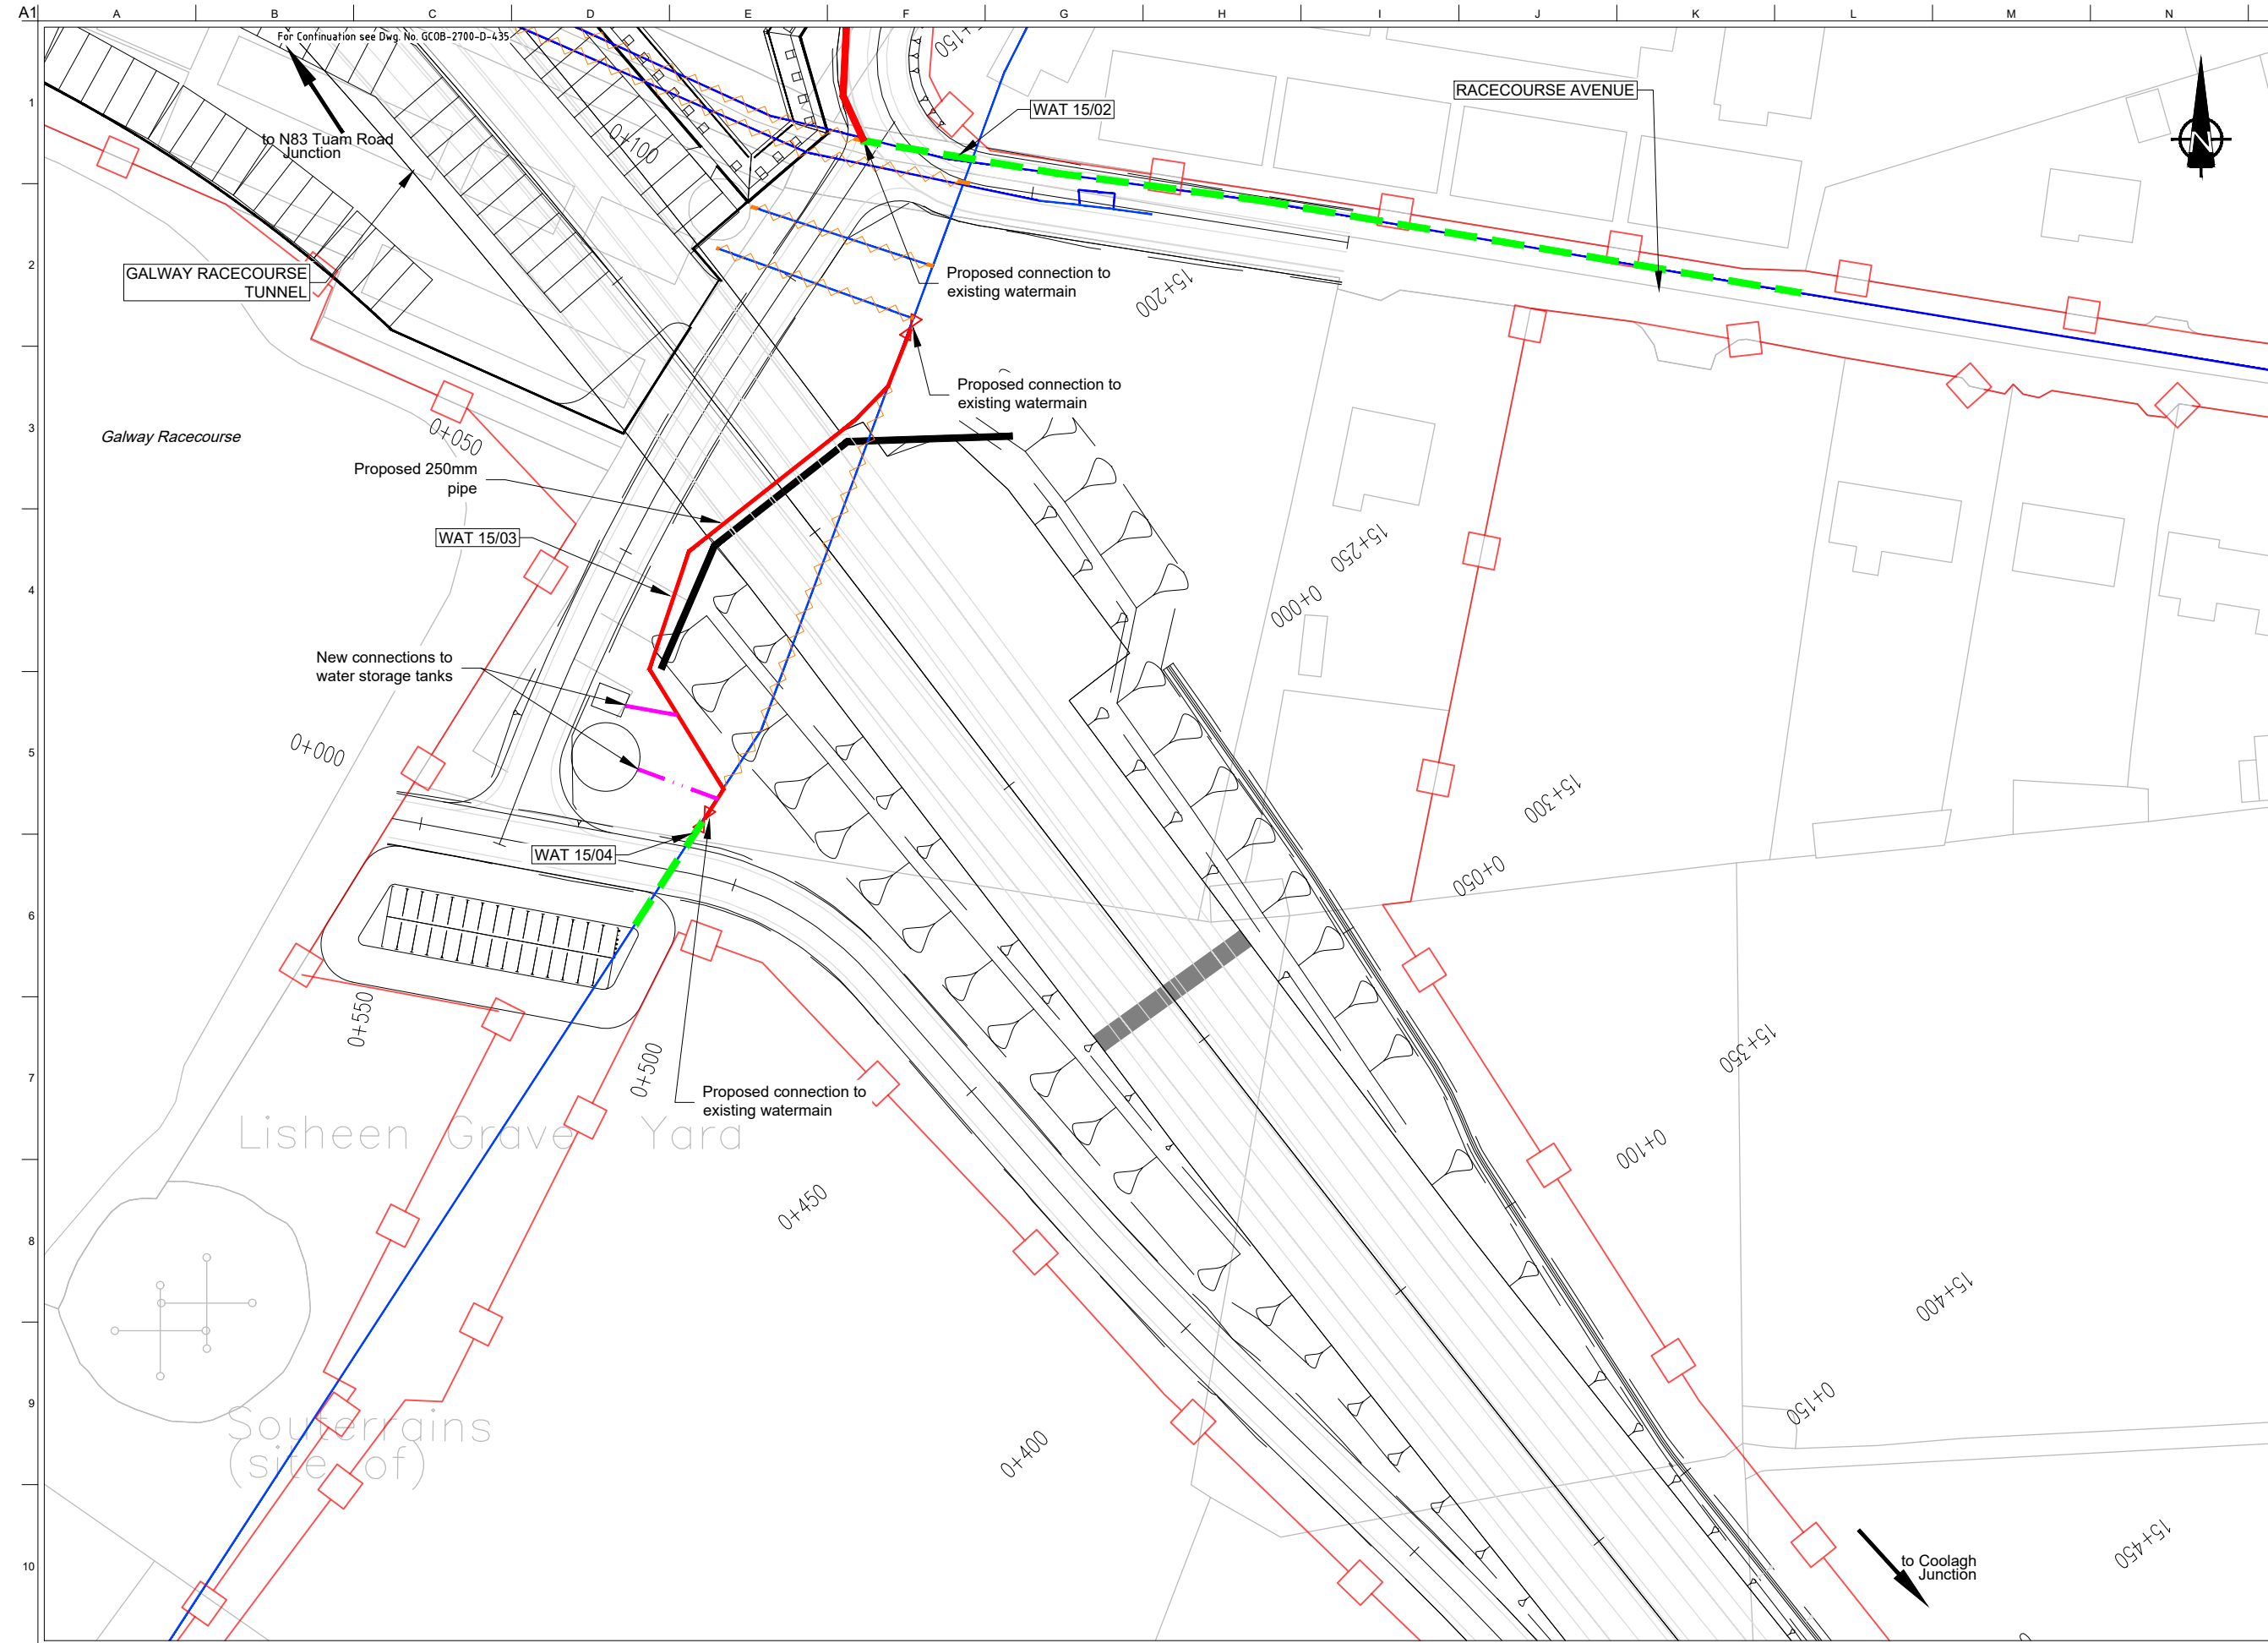 A1
A B C D E F G H I J K L M N
For Continuation see Dwg. No. GCOB-2700-D-435
15+150
1
RACECOURSE AVENUE
WAT 15/02
to N83 Tuam Road
Junction
0+100
N
2
GALWAY RACECOURSE
TUNNEL
Proposed connection to
existing watermain
15+200
Proposed connection to
existing watermain
3
Galway Racecourse
0+050
Proposed 250mm
pipe
WAT 15/03
15+250
4
0+000
New connections to
water storage tanks
5
0+000
15+300
WAT 15/04
0+050
6
0+550
0+500
15+350
7
Proposed connection to
existing watermain
Lisheen Grave Yard
0+100
0+450
8
15+400
9
0+150
Souterrains
(site of)
0+400
10
15+450
to Coolagh
Junction